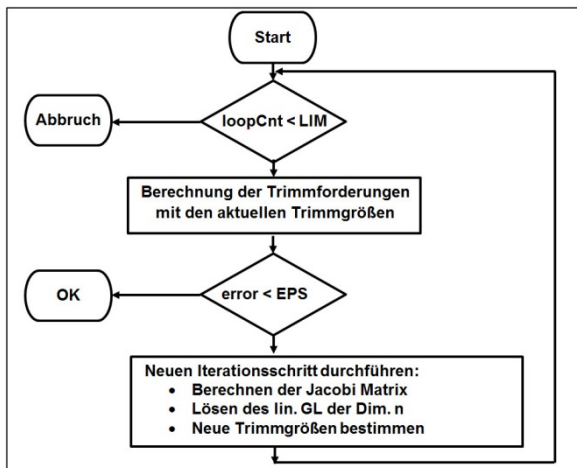 Start
loopCnt < LIM
Abbruch
Berechnung der Trimmforderungen
mit den aktuellen Trimmgrößen
error < EPS
OK
Neuen Iterationsschritt durchführen:
• Berechnen der Jacobi Matrix
• Lösen des lin. GL der Dim. n
• Neue Trimmgrößen bestimmen